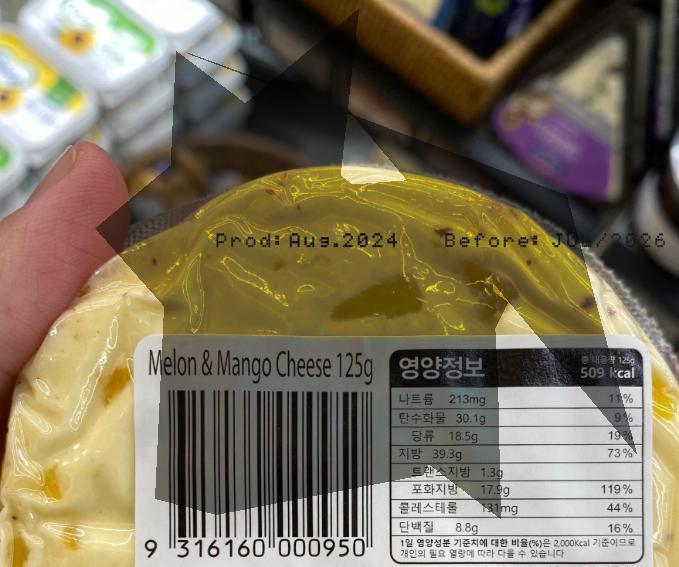 Prod: Aug.2024 Before: JUL/2026
Melon & Mango Cheese 125g
9 316160 000950
영양정보
총 내용량 125g
509 kcal
나트륨 213mg 11%
탄수화물 30.1g 9%
당류 18.5g 19%
지방 39.3g 73%
트랜스지방 1.3g
포화지방 17.9g 119%
콜레스테롤 131mg 44%
단백질 8.8g 16%
1일 영양성분 기준치에 대한 비율(%)은 2,000Kcal 기준이므로
개인의 필요 열량에 따라 다를 수 있습니다